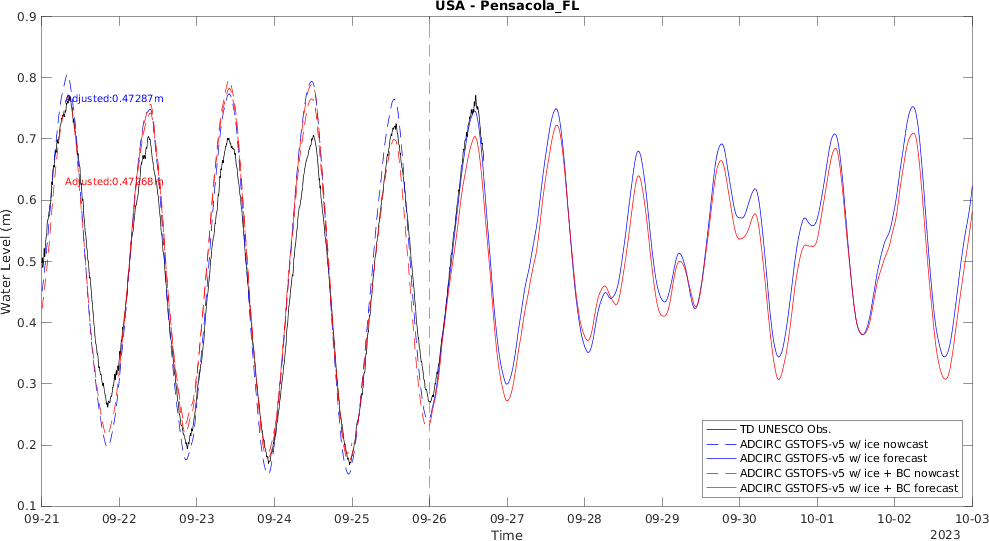 USA - Pensacola_FL
0.9
0.8
0.7
0.6
0.5
0.4
0.3
0.2
0.1
Water Level (m)
Adjusted:0.47287m
Adjusted:0.47268m
TD UNESCO Obs.
ADCIRC GSTOFS-v5 w/ ice nowcast
ADCIRC GSTOFS-v5 w/ ice forecast
ADCIRC GSTOFS-v5 w/ ice + BC nowcast
ADCIRC GSTOFS-v5 w/ ice + BC forecast
09-21 09-22 09-23 09-24 09-25 09-26 09-27 09-28 09-29 09-30 10-01 10-02 10-03
Time
2023